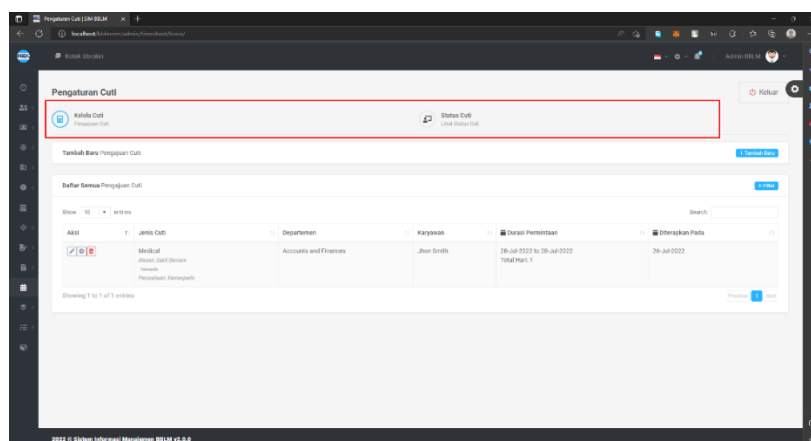 Pengaturan Cuti | SIM BBLM
localhost/bblmsim/admin/timesheet/leave/
Kotak Obrolan
Admin BBLM
Pengaturan Cuti
Keluar
Kelola Cuti
Pengajuan Cuti
Status Cuti
Lihat Status Cuti
Tambah Baru Pengajuan Cuti
+ Tambah Baru
Daftar Semua Pengajuan Cuti
+ Filter
Show 10 entries
Search:
Aksi Jenis Cuti Departemen Karyawan Durasi Permintaan Diterapkan Pada
Medical Accounts and Finances Jhon Smith 28-Jul-2022 to 28-Jul-2022 26-Jul-2022
Alasan: Sakit Demam Total Hari: 1
Showing 1 to 1 of 1 entries
Previous 1 Next
2022 © Sistem Informasi Manajemen BBLM v2.0.0